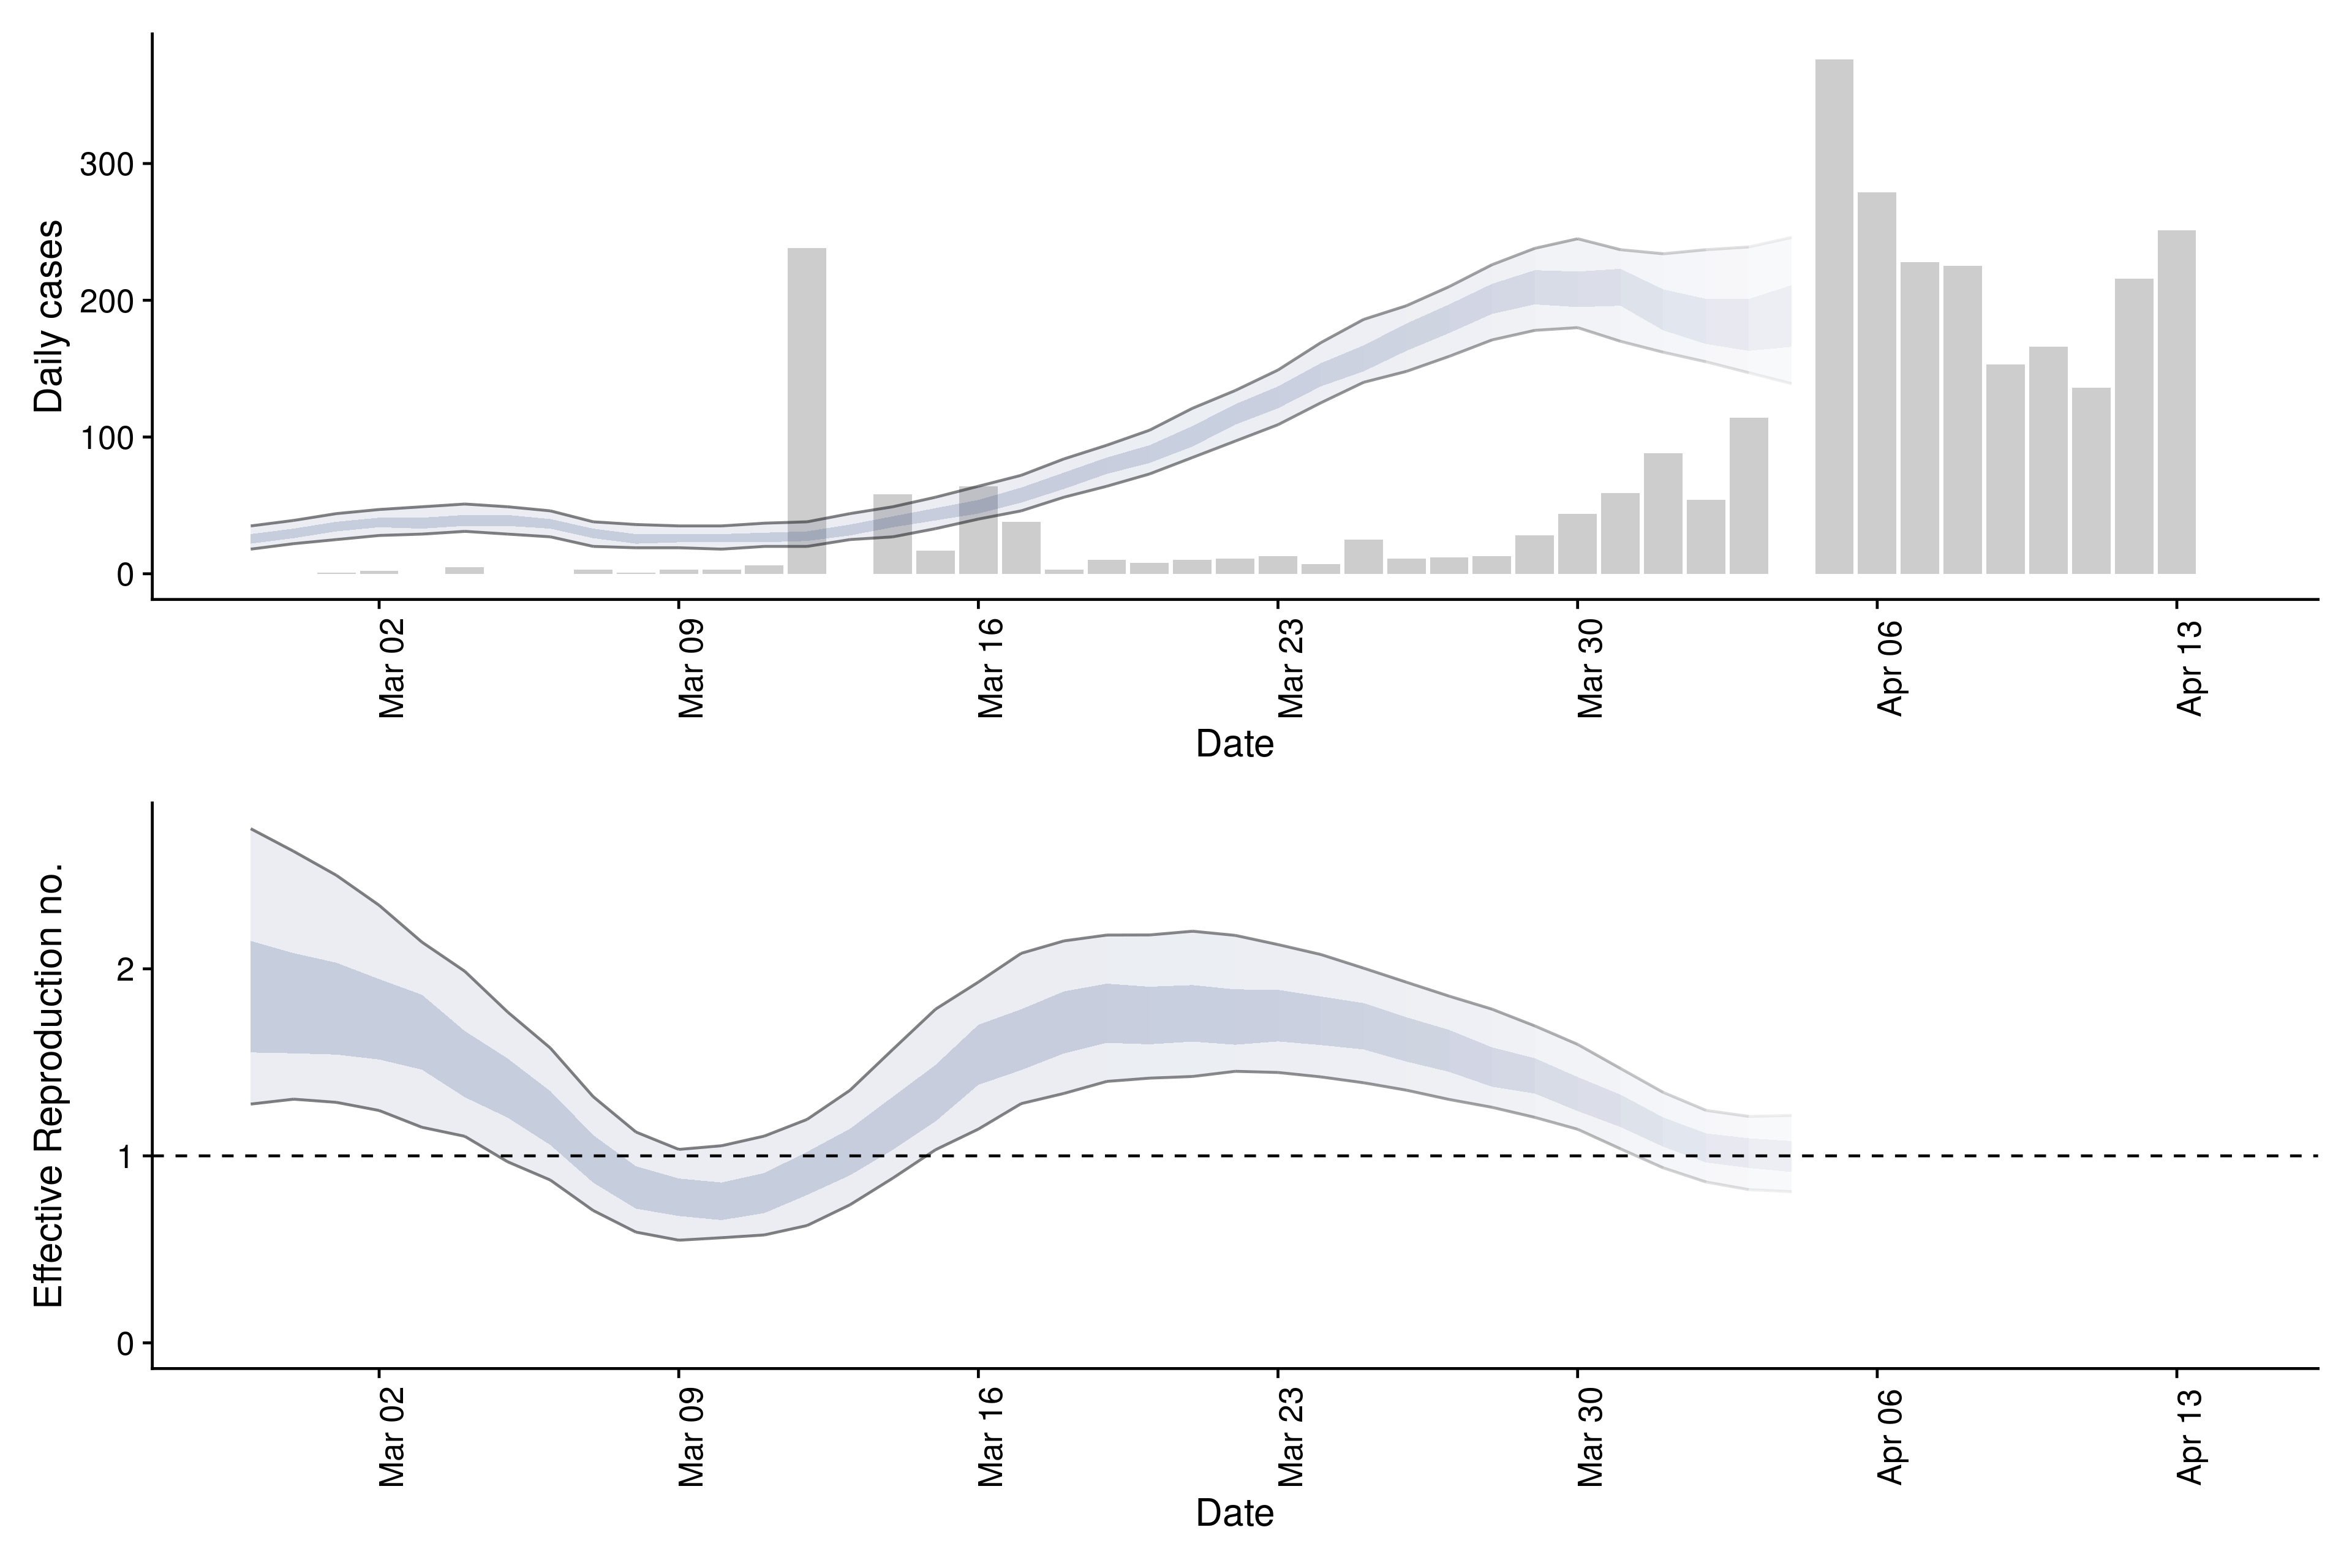 Daily cases
300
200
100
0
Mar 02
Mar 09
Mar 16
Mar 23
Mar 30
Apr 06
Apr 13
Date
Effective Reproduction no.
2
1
0
Mar 02
Mar 09
Mar 16
Mar 23
Mar 30
Apr 06
Apr 13
Date